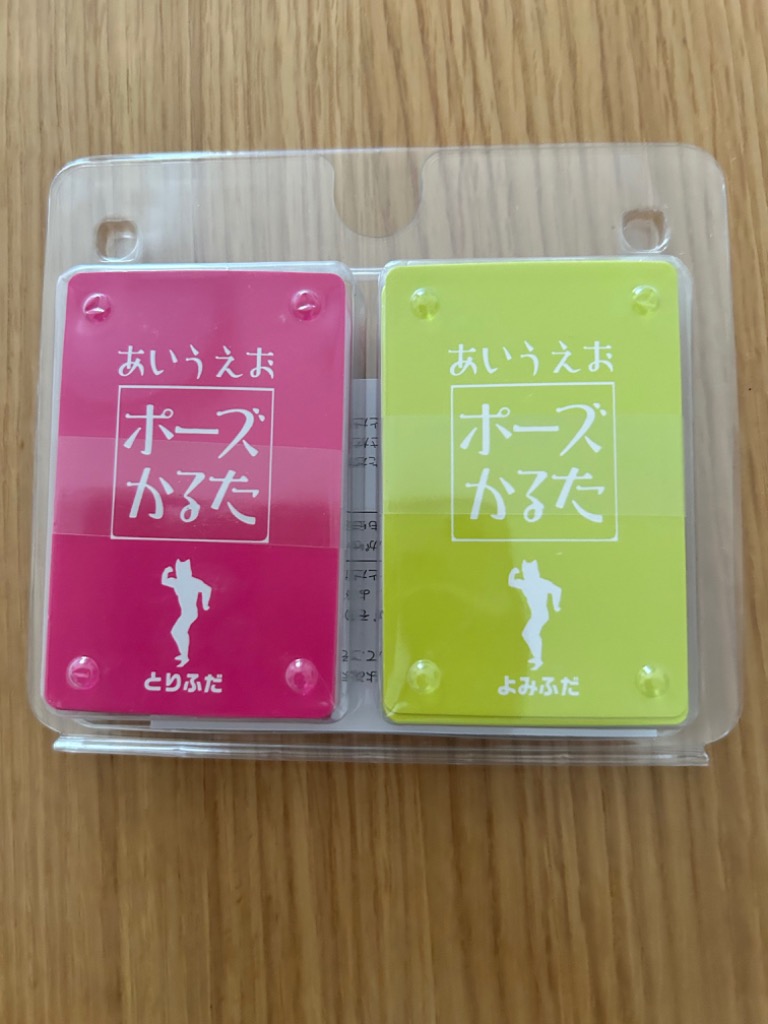 あいうえお
ポーズ
かるた
とりふだ
あいうえお
ポーズ
かるた
よみふだ